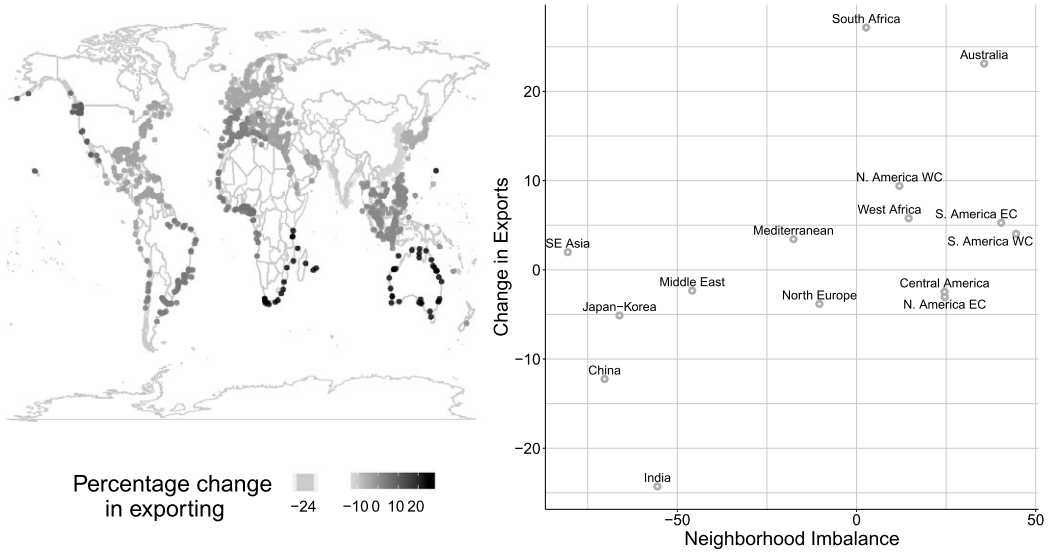 Percentage change
in exporting
−24
−10 0 10 20
Change in Exports
20
10
0
−10
−20
South Africa
Australia
N. America WC
West Africa
S. America EC
Mediterranean
S. America WC
SE Asia
Middle East
Central America
North Europe
N. America EC
Japan−Korea
China
India
−50
0
50
Neighborhood Imbalance